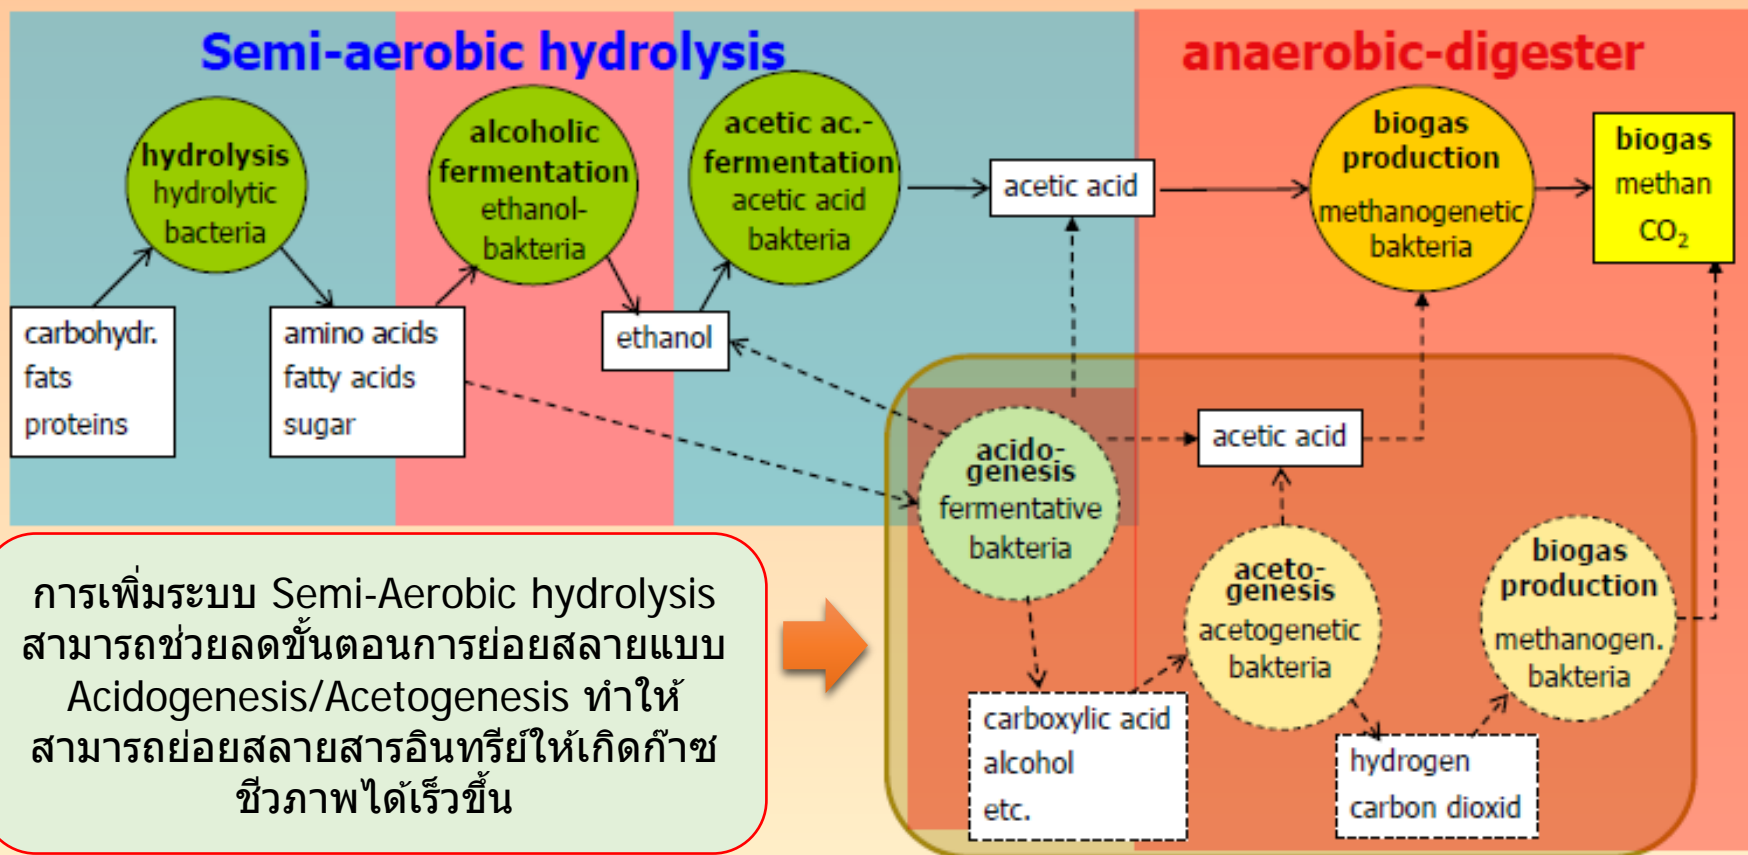 Semi-aerobic hydrolysis
anaerobic-digester
hydrolysis
hydrolytic
bacteria
alcoholic
fermentation
ethanol-
bakteria
acetic ac.-
fermentation
acetic acid
bakteria
acetic acid
biogas
production
methanogenetic
bakteria
biogas
methan
CO₂
carbohydr.
fats
proteins
amino acids
fatty acids
sugar
ethanol
acido-
genesis
fermentative
bakteria
acetic acid
aceto-
genesis
acetogenetic
bakteria
biogas
production
methanogen.
bakteria
carboxylic acid
alcohol
etc.
hydrogen
carbon dioxid
การเพิ่มระบบ Semi-Aerobic hydrolysis
สามารถช่วยลดขั้นตอนการย่อยสลายแบบ
Acidogenesis/Acetogenesis ทำให้
สามารถย่อยสลายสารอินทรีย์ให้เกิดก๊าซ
ชีวภาพได้เร็วขึ้น